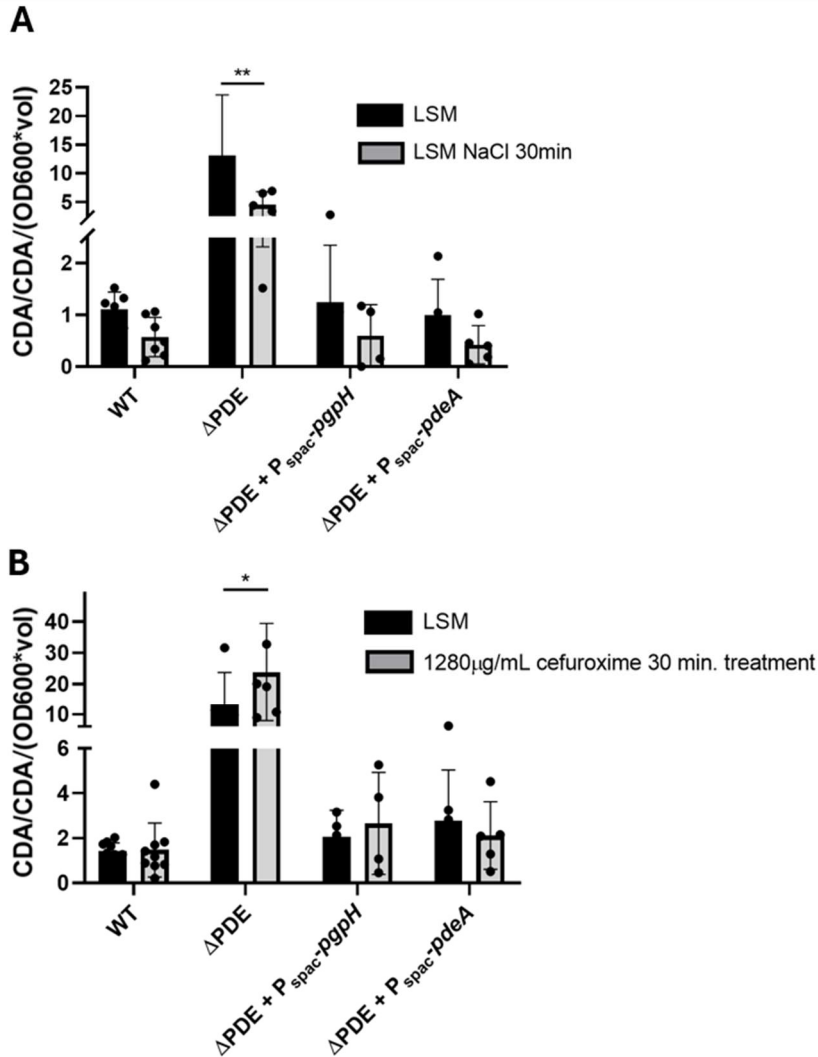 A
CDA/CDA/(OD600*vol)
25
20
15
10
5
2
1
0
**
LSM
LSM NaCl 30min
WT
ΔPDE
ΔPDE + Pspac-pgpH
ΔPDE + Pspac-pdeA
B
CDA/CDA/(OD600*vol)
40
30
20
10
6
4
2
0
*
LSM
1280µg/mL cefuroxime 30 min. treatment
WT
ΔPDE
ΔPDE + Pspac-pgpH
ΔPDE + Pspac-pdeA